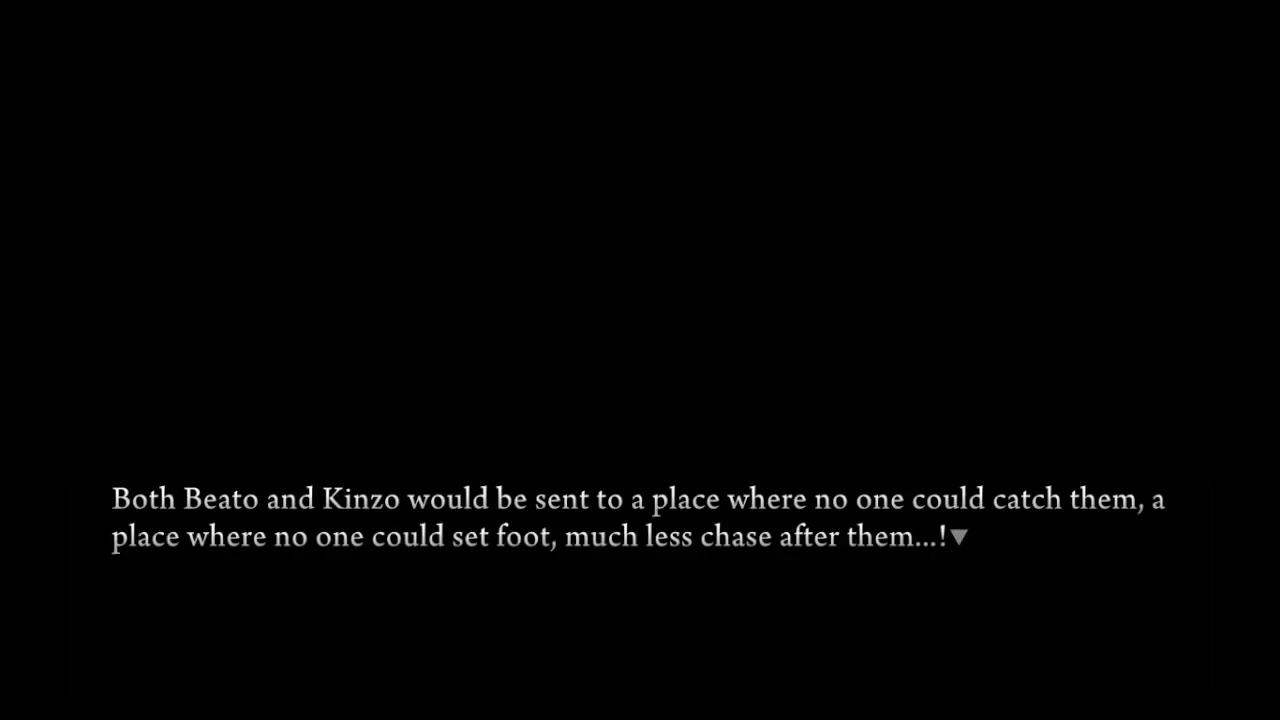 Both Beato and Kinzo would be sent to a place where no one could catch them, a
place where no one could set foot, much less chase after them...!▼